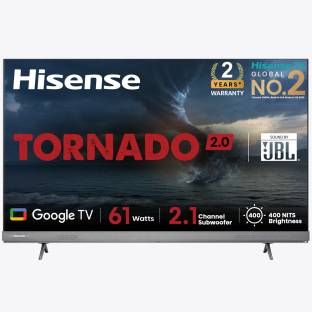 Hisense
2
YEARS*
WARRANTY
Hisense
GLOBAL
NO.2
TORNADO 2.0
SOUND BY
JBL
Google TV
61 Watts
2.1 Channel Subwoofer
400
400 NITS Brightness
Hisense